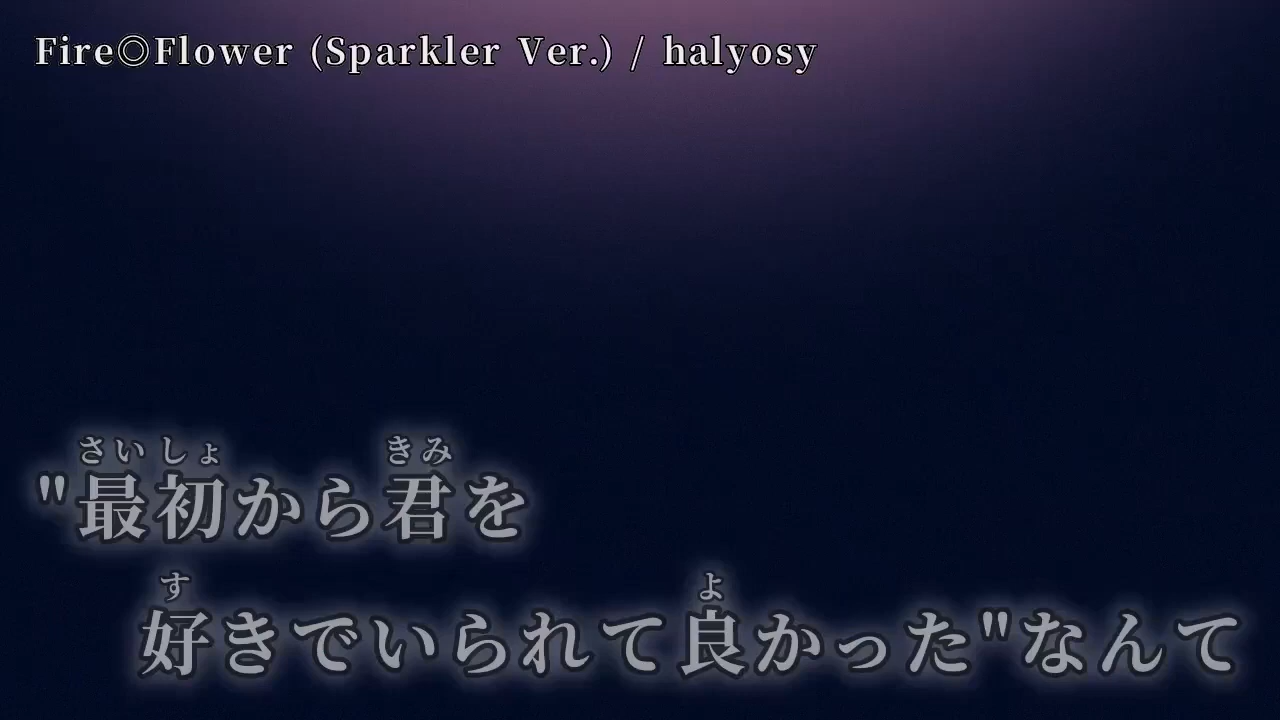 Fire◎Flower (Sparkler Ver.) / halyosy
さいしょ きみ
"最初から君を
す よ
好きでいられて良かった"なんて